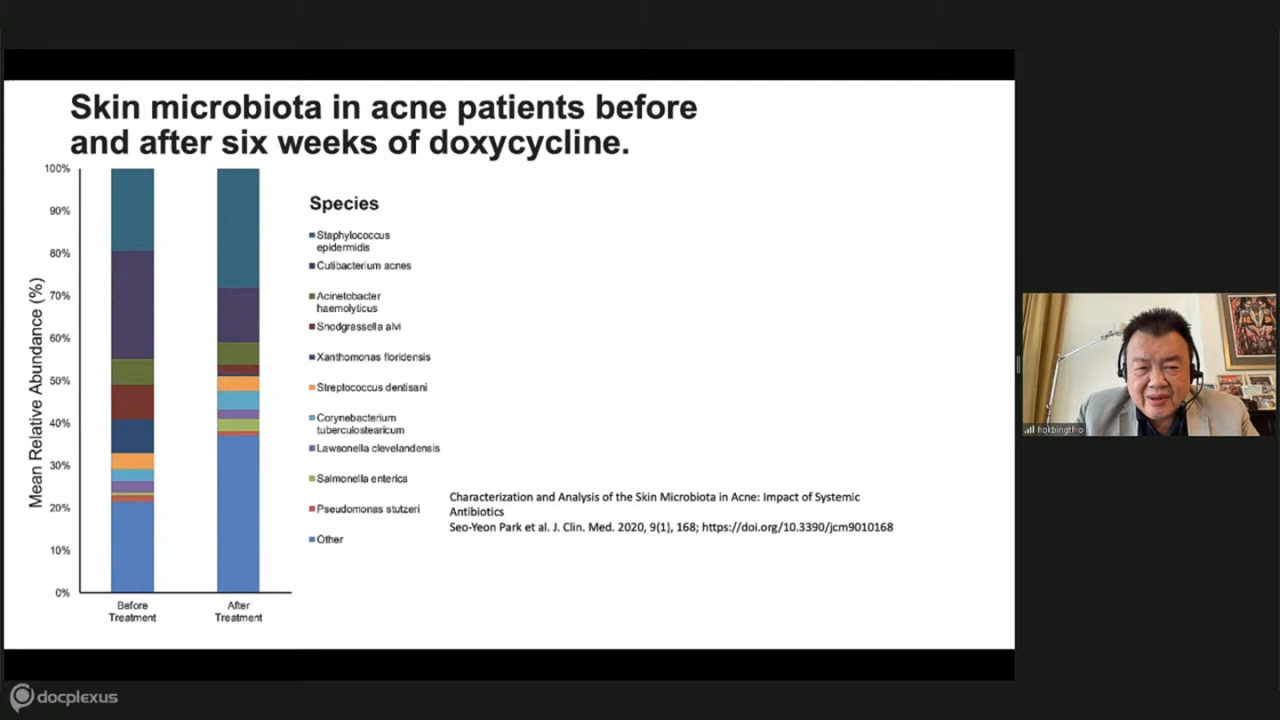 Skin microbiota in acne patients before
and after six weeks of doxycycline.
100%
90%
80%
70%
60%
50%
40%
30%
20%
10%
0%
Mean Relative Abundance (%)
Before
Treatment
After
Treatment
Species
Staphylococcus
epidermidis
Cutibacterium acnes
Acinetobacter
haemolyticus
Snodgrassella alvi
Xanthomonas floridensis
Streptococcus dentisani
Corynebacterium
tuberculostearicum
Lawsonella clevelandensis
Salmonella enterica
Pseudomonas stutzeri
Other
Characterization and Analysis of the Skin Microbiota in Acne: Impact of Systemic
Antibiotics
Seo-Yeon Park et al. J. Clin. Med. 2020, 9(1), 168; https://doi.org/10.3390/jcm9010168
hokbingthio
docplexus